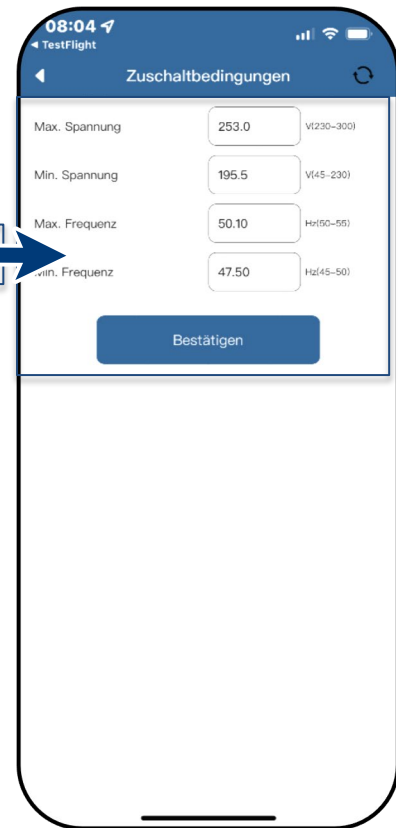 08:04
◄ TestFlight
Zuschaltbedingungen
Max. Spannung 253.0 V(230-300)
Min. Spannung 195.5 V(45-230)
Max. Frequenz 50.10 Hz(50-55)
Min. Frequenz 47.50 Hz(45-50)
Bestätigen